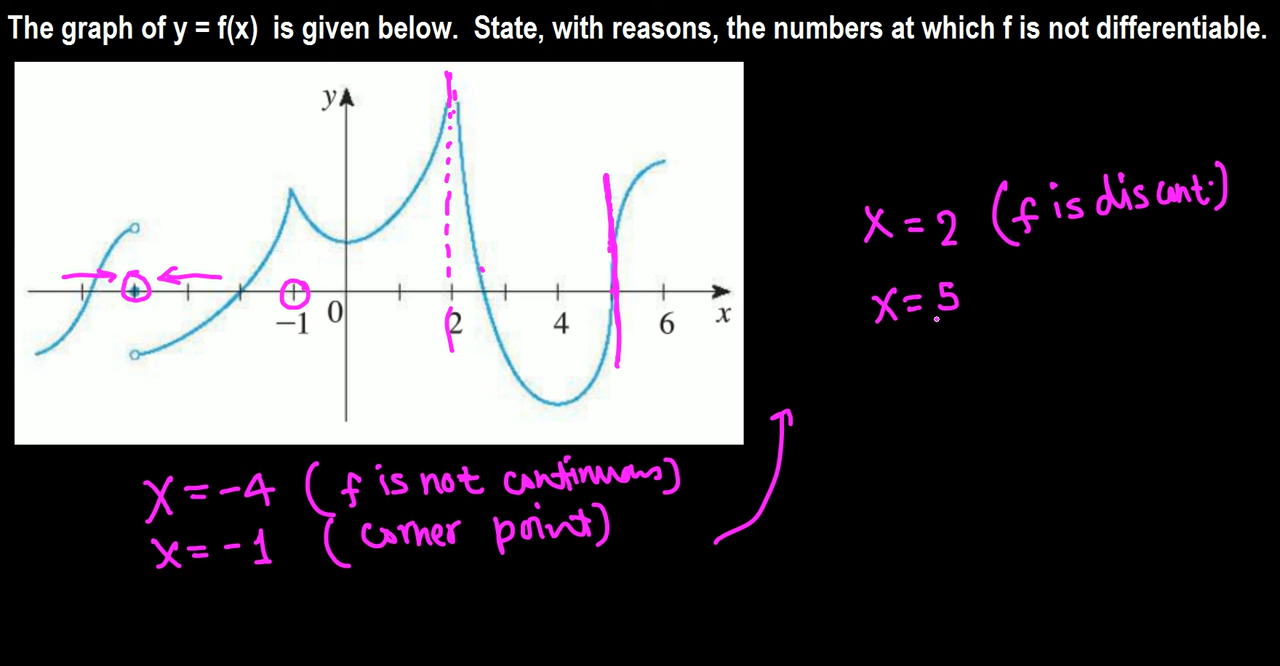 The graph of y = f(x) is given below. State, with reasons, the numbers at which f is not differentiable.
y
-1 0 2 4 6 x
x = 2 (f is discont.)
x = 5
x = -4 (f is not continuous)
x = -1 (corner point)